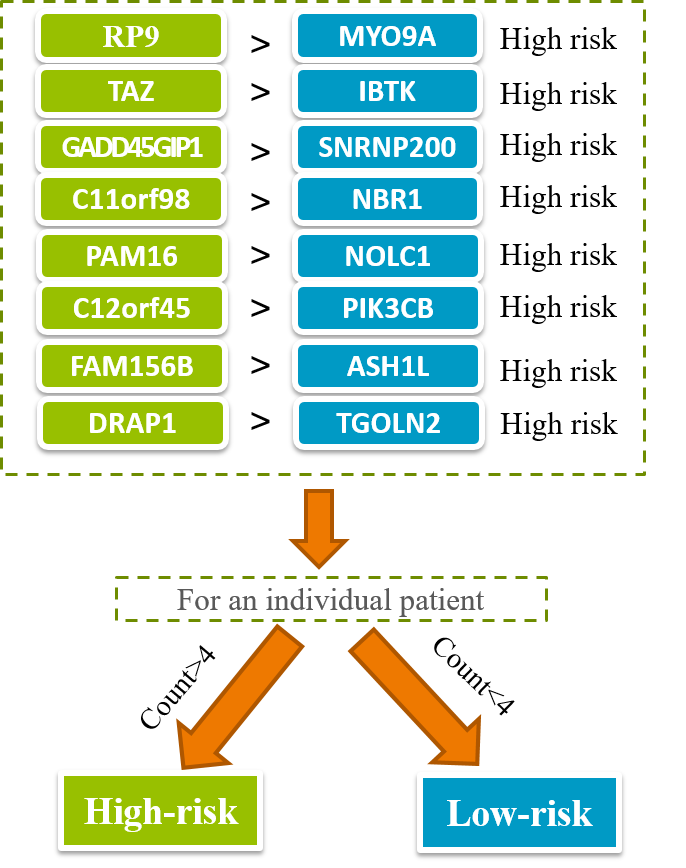 RP9 > MYO9A High risk
TAZ > IBTK High risk
GADD45GIP1 > SNRNP200 High risk
C11orf98 > NBR1 High risk
PAM16 > NOLC1 High risk
C12orf45 > PIK3CB High risk
FAM156B > ASH1L High risk
DRAP1 > TGOLN2 High risk
For an individual patient
Count>4
Count<4
High-risk
Low-risk